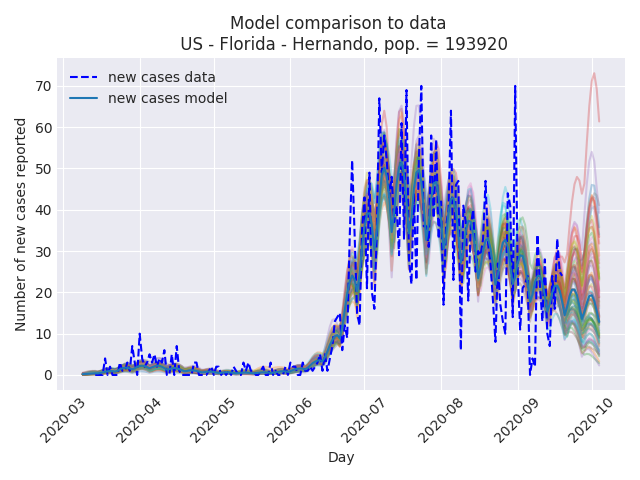 Model comparison to data
US - Florida - Hernando, pop. = 193920
new cases data
new cases model
Number of new cases reported
70
60
50
40
30
20
10
0
2020-03
2020-04
2020-05
2020-06
2020-07
2020-08
2020-09
2020-10
Day